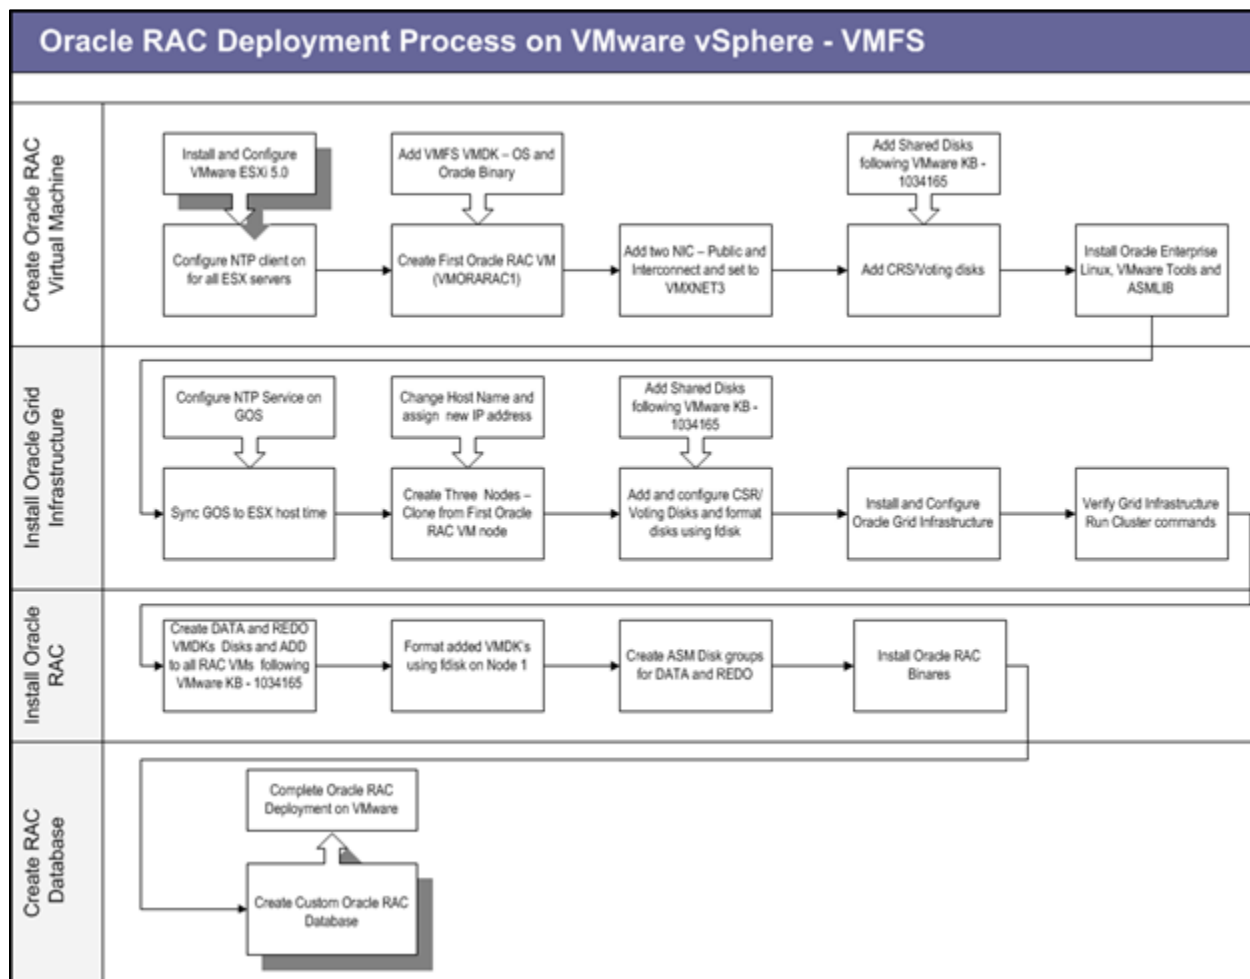 Oracle RAC Deployment Process on VMware vSphere - VMFS
Create Oracle RAC
Virtual Machine
Install and Configure
VMware ESXi 5.0
Add VMFS VMDK – OS and
Oracle Binary
Add Shared Disks
following VMware KB -
1034165
Configure NTP client on
for all ESX servers
Create First Oracle RAC VM
(VMORARAC1)
Add two NIC – Public and
Interconnect and set to
VMXNET3
Add CRS/Voting disks
Install Oracle Enterprise
Linux, VMware Tools and
ASMLIB
Install Oracle Grid
Infrastructure
Configure NTP Service on
GOS
Change Host Name and
assign new IP address
Add Shared Disks
following VMware KB -
1034165
Sync GOS to ESX host time
Create Three Nodes –
Clone from First Oracle
RAC VM node
Add and configure CSR/
Voting Disks and format
disks using fdisk
Install and Configure
Oracle Grid Infrastructure
Verify Grid Infrastructure
Run Cluster commands
Install Oracle
RAC
Create DATA and REDO
VMDKs Disks and ADD
to all RAC VMs following
VMware KB - 1034165
Format added VMDK's
using fdisk on Node 1
Create ASM Disk groups
for DATA and REDO
Install Oracle RAC
Binares
Create RAC
Database
Complete Oracle RAC
Deployment on VMware
Create Custom Oracle RAC
Database